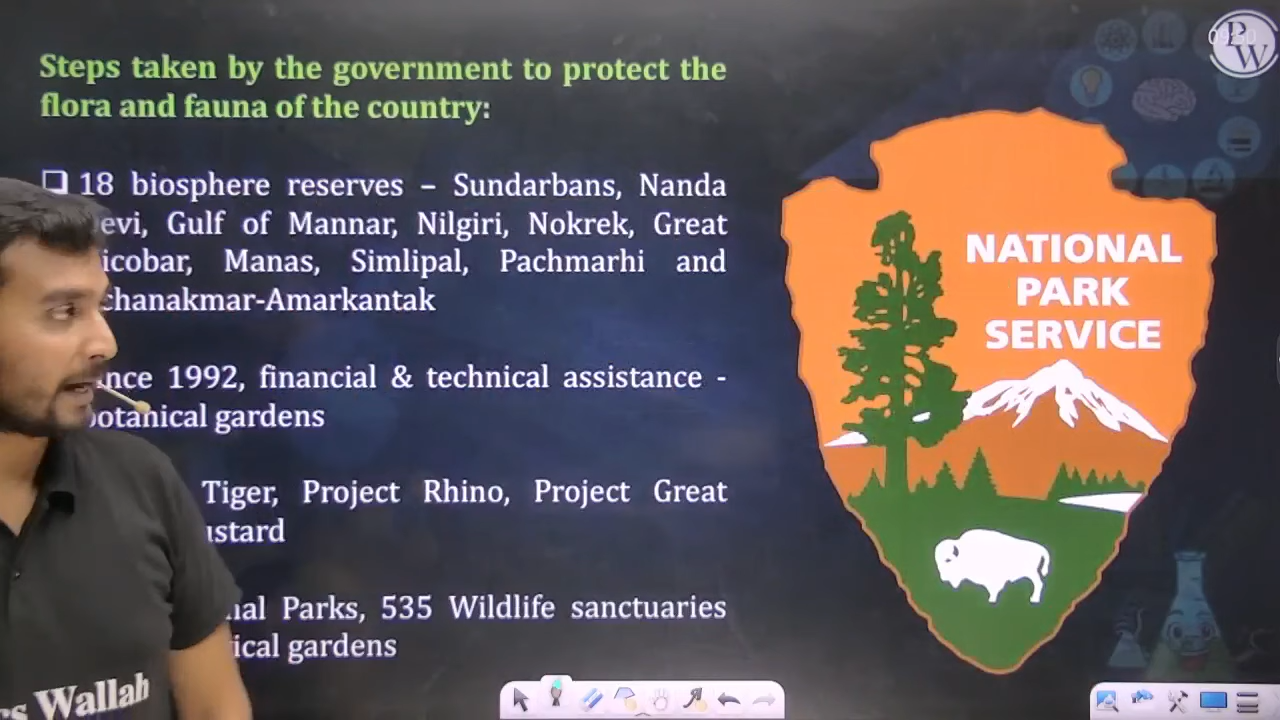 Steps taken by the government to protect the
flora and fauna of the country:
18 biosphere reserves – Sundarbans, Nanda
evi, Gulf of Mannar, Nilgiri, Nokrek, Great
icobar, Manas, Simlipal, Pachmarhi and
chanakmar-Amarkantak
nce 1992, financial & technical assistance -
botanical gardens
Tiger, Project Rhino, Project Great
ustard
nal Parks, 535 Wildlife sanctuaries
ical gardens
NATIONAL
PARK
SERVICE
PW
s Wallah